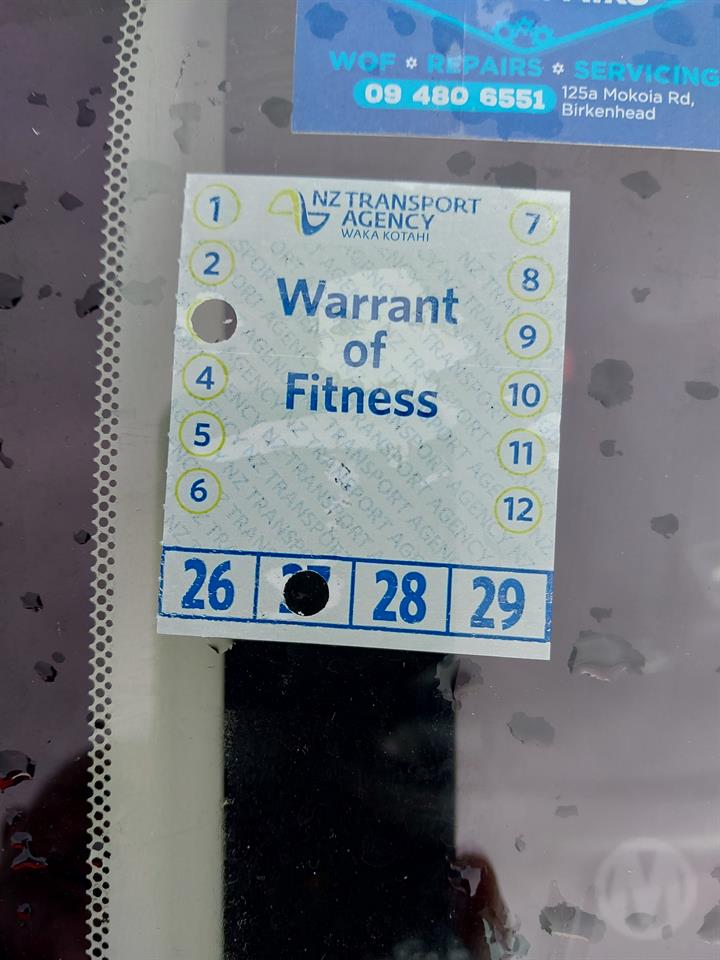 WOF ✲ REPAIRS ✲ SERVICING
09 480 6551
125a Mokoia Rd,
Birkenhead
NZ TRANSPORT
AGENCY
WAKA KOTAHI
Warrant
of
Fitness
1
2
4
5
6
7
8
9
10
11
12
26
28
29
M